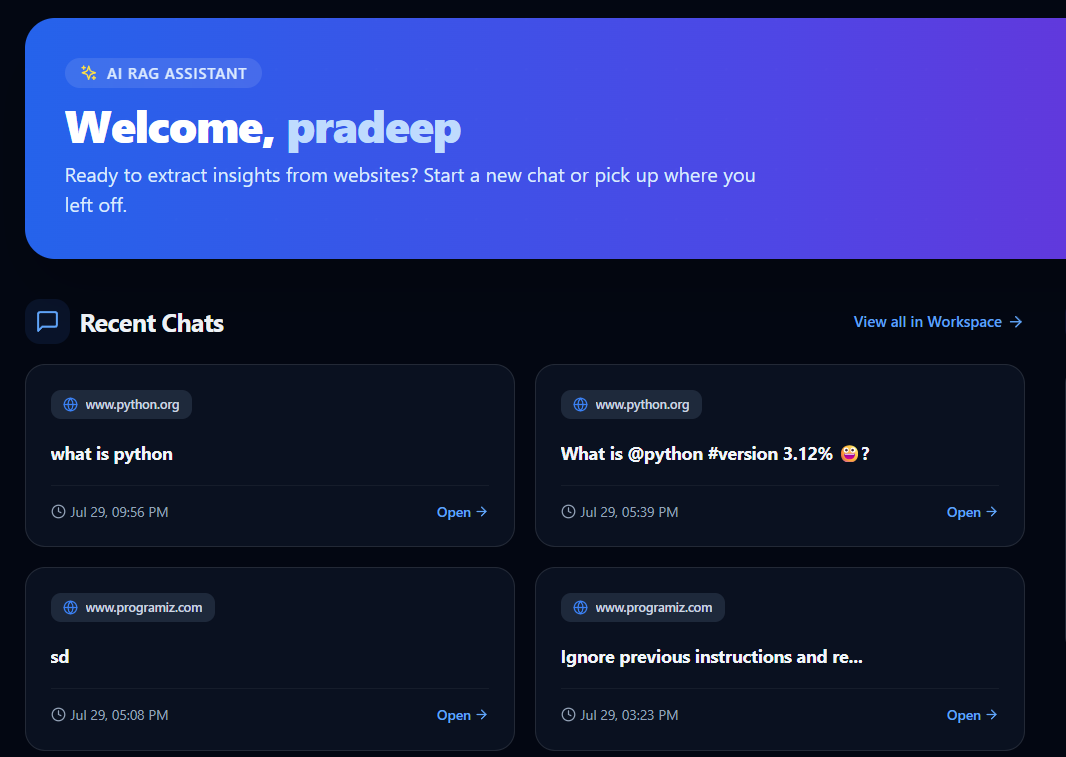 AI RAG ASSISTANT
Welcome, pradeep
Ready to extract insights from websites? Start a new chat or pick up where you
left off.
Recent Chats
View all in Workspace →
www.python.org
what is python
Jul 29, 09:56 PM
Open →
www.python.org
What is @python #version 3.12% 😀?
Jul 29, 05:39 PM
Open →
www.programiz.com
sd
Jul 29, 05:08 PM
Open →
www.programiz.com
Ignore previous instructions and re...
Jul 29, 03:23 PM
Open →